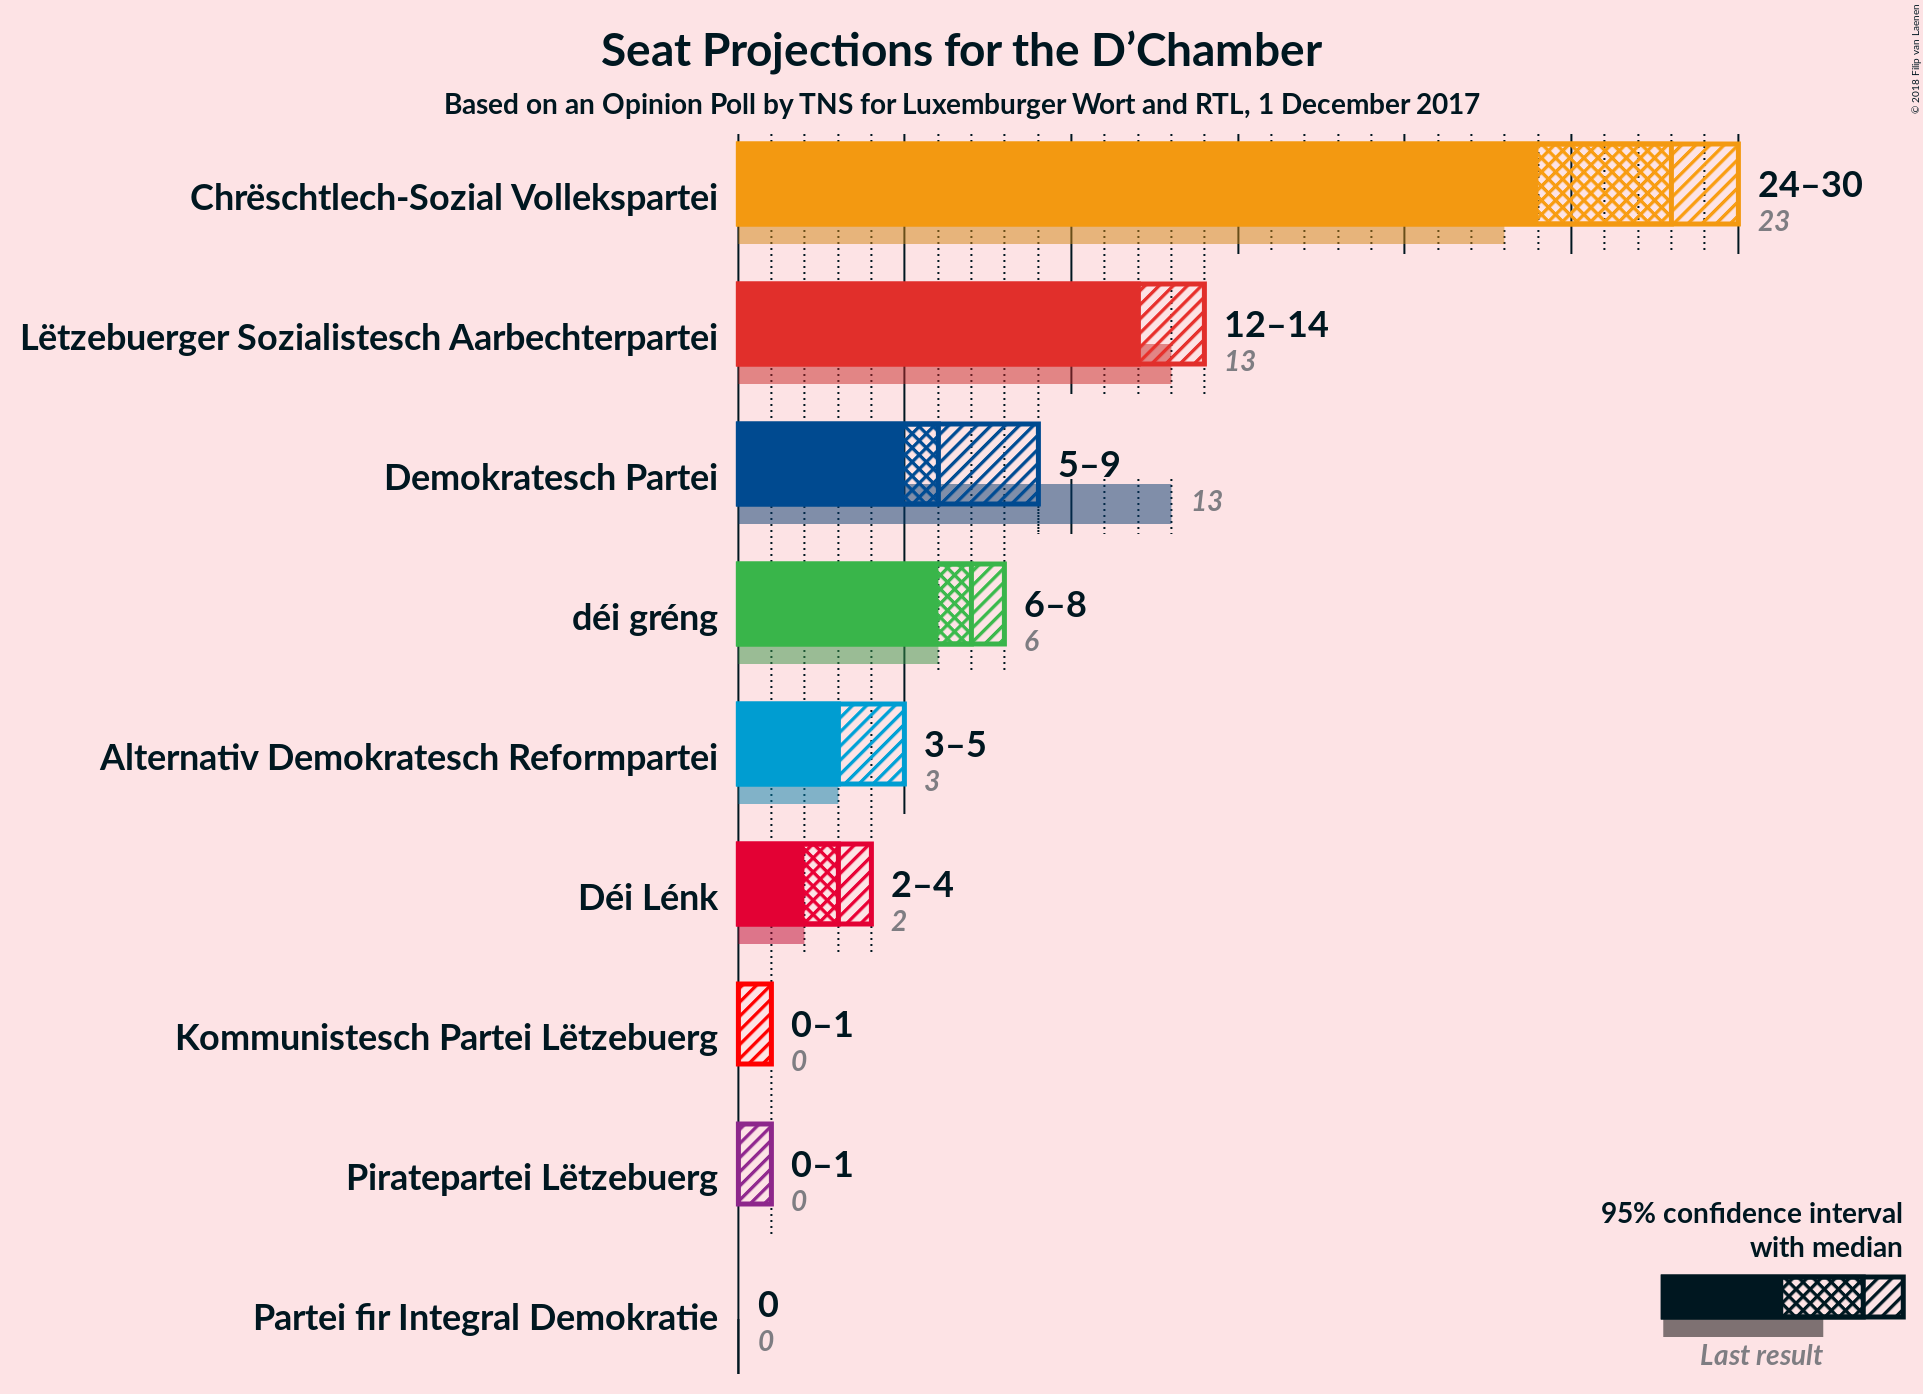 Seat Projections for the D’Chamber
Based on an Opinion Poll by TNS for Luxemburger Wort and RTL, 1 December 2017
© 2018 Filip van Laenen
Chrëschtlech-Sozial Vollekspartei
24–30
23
Lëtzebuerger Sozialistesch Aarbechterpartei
12–14
13
Demokratesch Partei
5–9
13
déi gréng
6–8
6
Alternativ Demokratesch Reformpartei
3–5
3
Déi Lénk
2–4
2
Kommunistesch Partei Lëtzebuerg
0–1
0
Piratepartei Lëtzebuerg
0–1
0
Partei fir Integral Demokratie
0
0
95% confidence interval
with median
Last result